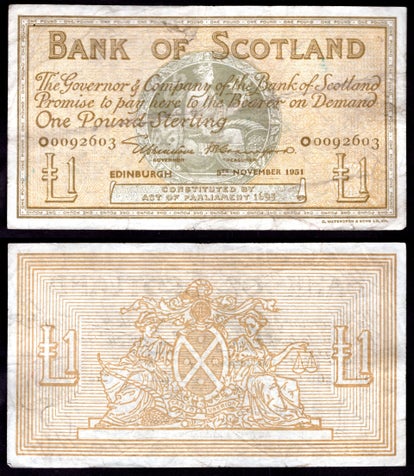 BANK OF SCOTLAND
The Governor & Company of the Bank of Scotland
Promise to pay here to the Bearer on Demand
One Pound Sterling
O0092603 O0092603
GOVERNOR TREASURER
£1 EDINBURGH 8TH NOVEMBER 1951 £1
CONSTITUTED BY
ACT OF PARLIAMENT 1695
£1 £1